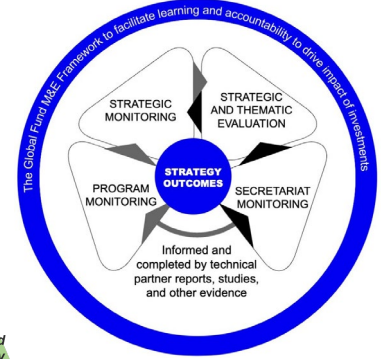 The Global Fund M&E Framework to facilitate learning and accountability to drive impact of investments
STRATEGIC
MONITORING
STRATEGIC
AND THEMATIC
EVALUATION
STRATEGY
OUTCOMES
PROGRAM
MONITORING
SECRETARIAT
MONITORING
Informed and
completed by technical
partner reports, studies,
and other evidence